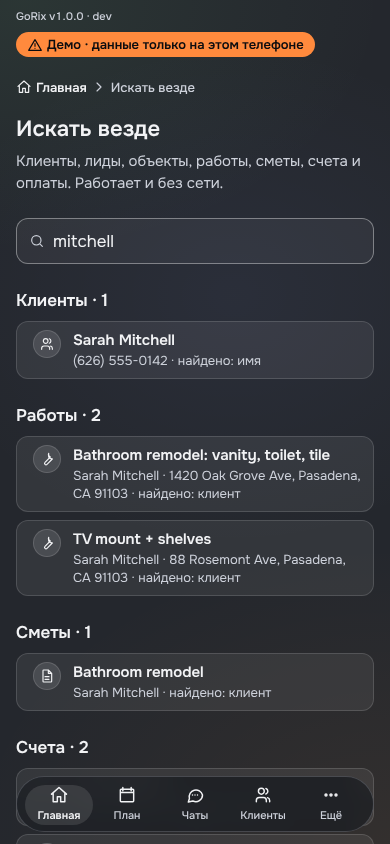 GoRix v1.0.0 · dev
Демо · данные только на этом телефоне
Главная > Искать везде
Искать везде
Клиенты, лиды, объекты, работы, сметы, счета и
оплаты. Работает и без сети.
mitchell
Клиенты · 1
Sarah Mitchell
(626) 555-0142 · найдено: имя
Работы · 2
Bathroom remodel: vanity, toilet, tile
Sarah Mitchell · 1420 Oak Grove Ave, Pasadena,
CA 91103 · найдено: клиент
TV mount + shelves
Sarah Mitchell · 88 Rosemont Ave, Pasadena,
CA 91103 · найдено: клиент
Сметы · 1
Bathroom remodel
Sarah Mitchell · найдено: клиент
Счета · 2
Главная План Чаты Клиенты Ещё